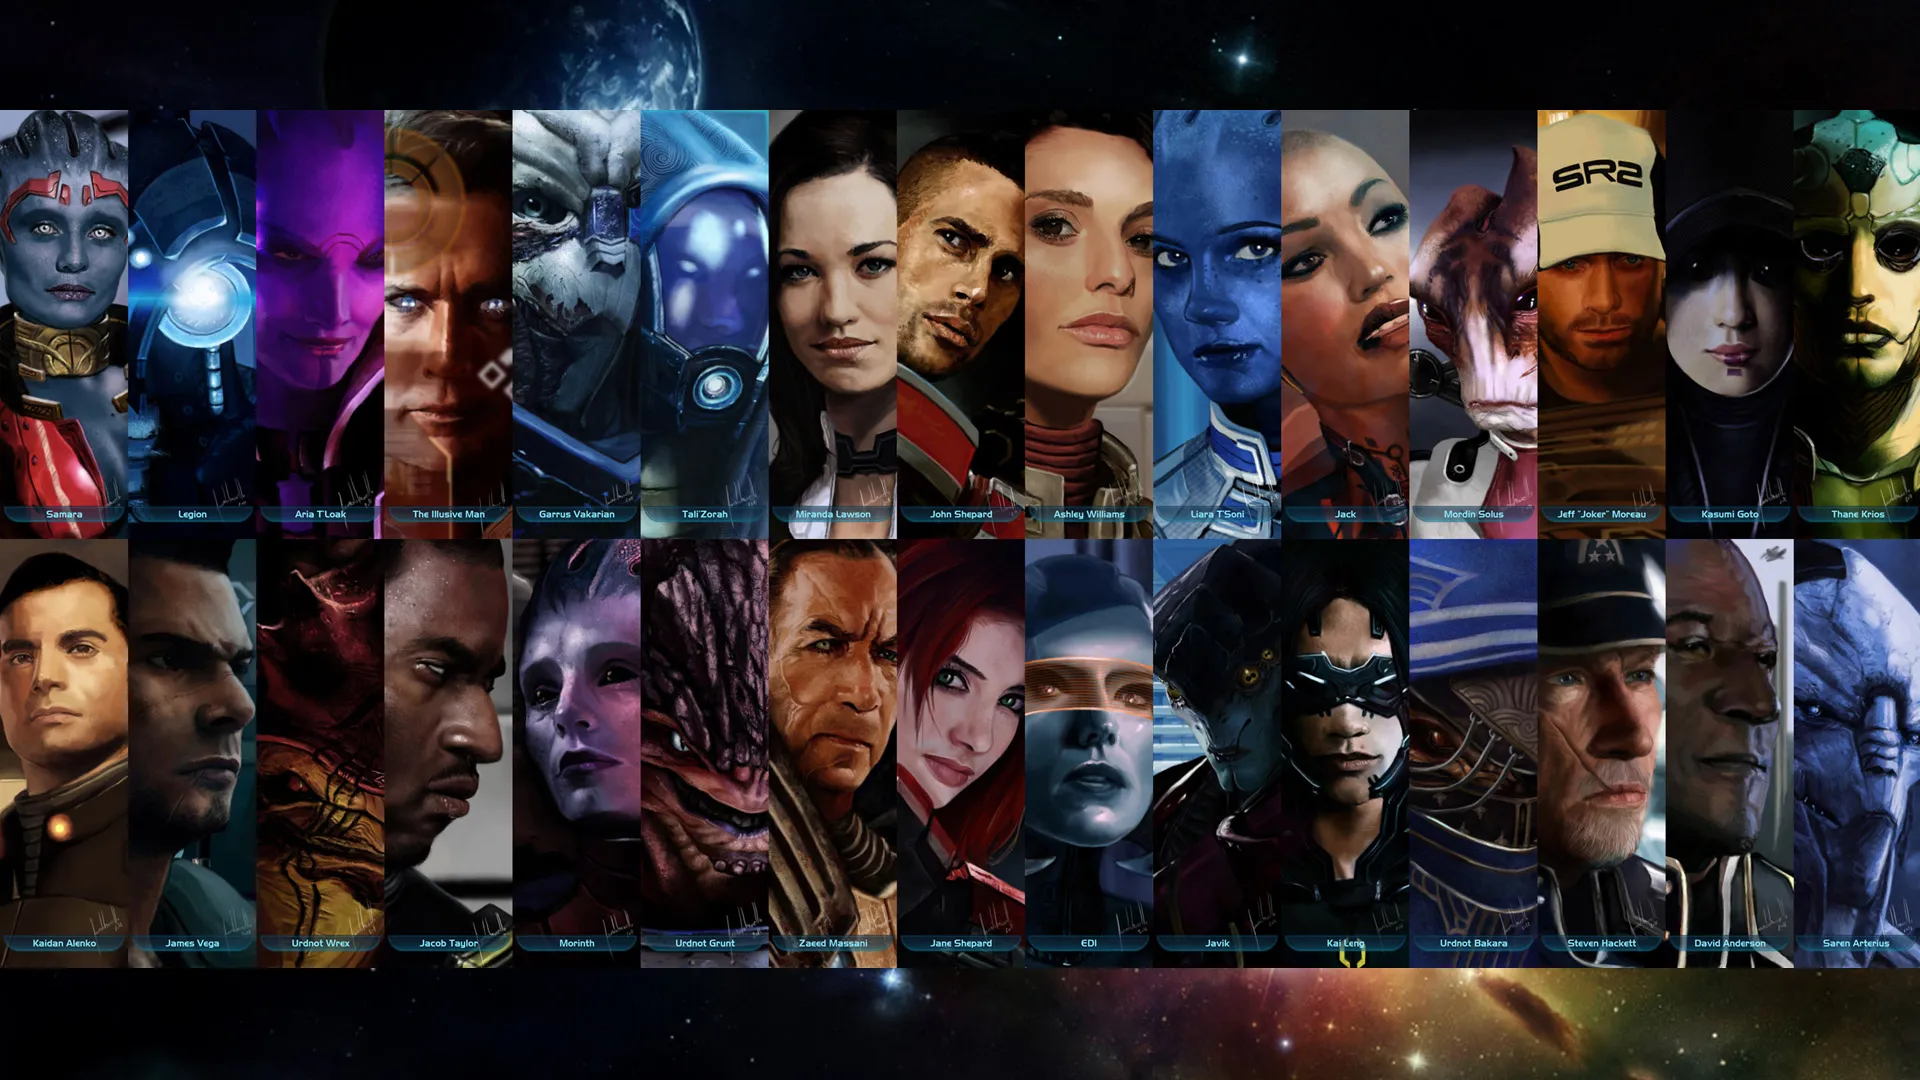 SR2
Samara
Legion
Aria T'Loak
The Illusive Man
Garrus Vakarian
Tali'Zorah
Miranda Lawson
John Shepard
Ashley Williams
Liara T'Soni
Jack
Mordin Solus
Jeff "Joker" Moreau
Kasumi Goto
Thane Krios
Kaidan Alenko
James Vega
Urdnot Wrex
Jacob Taylor
Morinth
Urdnot Grunt
Zaeed Massani
Jane Shepard
EDI
Javik
Kai Leng
Urdnot Bakara
Steven Hackett
David Anderson
Saren Arterius